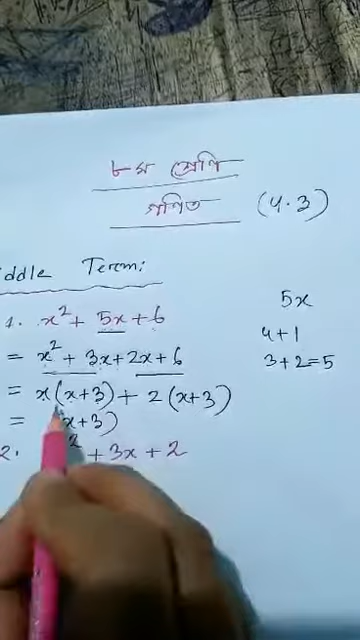 ৮ম শ্রেণি
গণিত (4.3)
iddle Terem:
1. x² + 5x + 6
= x² + 3x + 2x + 6
= x(x+3) + 2(x+3)
= (x+3)
2. + 3x + 2
5x
4+1
3+2=5